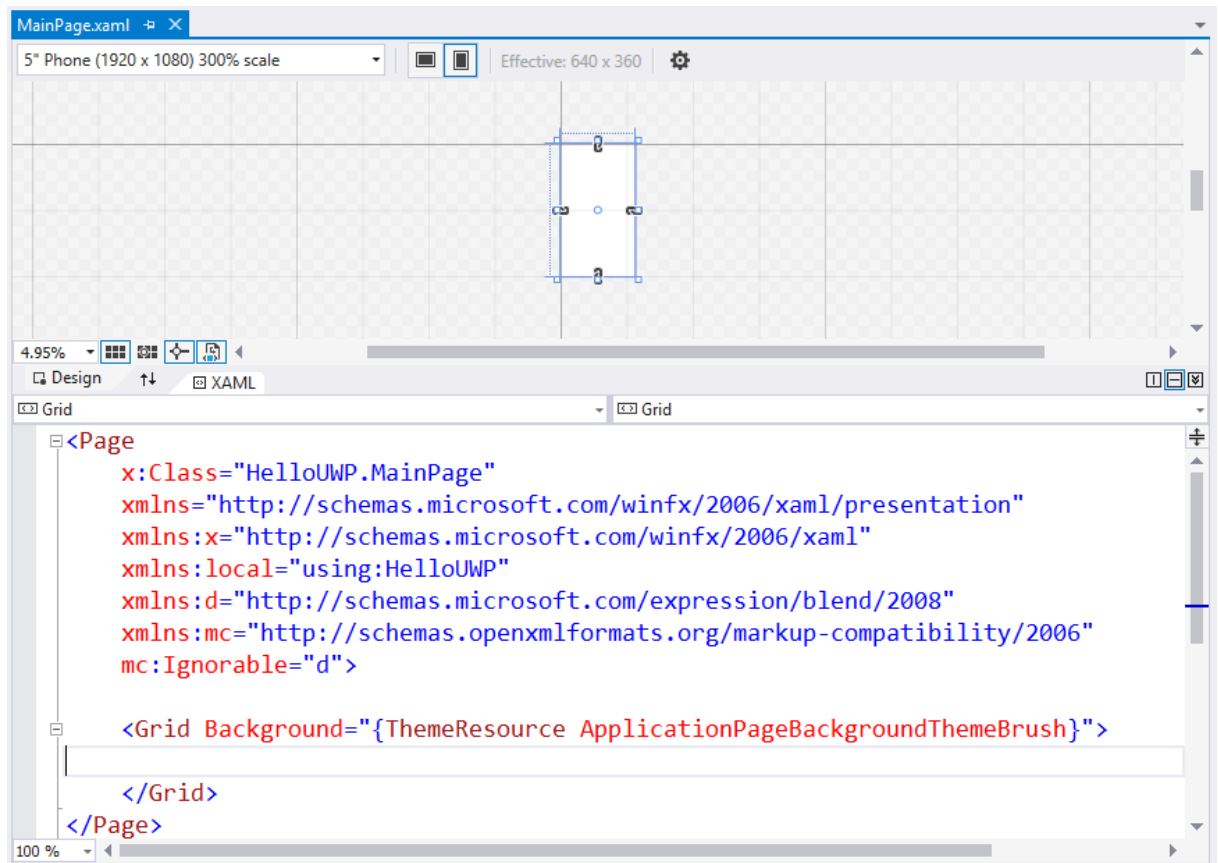 MainPage.xaml
5" Phone (1920 x 1080) 300% scale
Effective: 640 x 360
4.95%
Design
XAML
Grid
Grid
<Page
x:Class="HelloUWP.MainPage"
xmlns="http://schemas.microsoft.com/winfx/2006/xaml/presentation"
xmlns:x="http://schemas.microsoft.com/winfx/2006/xaml"
xmlns:local="using:HelloUWP"
xmlns:d="http://schemas.microsoft.com/expression/blend/2008"
xmlns:mc="http://schemas.openxmlformats.org/markup-compatibility/2006"
mc:Ignorable="d">
<Grid Background="{ThemeResource ApplicationPageBackgroundThemeBrush}">
</Grid>
</Page>
100 %